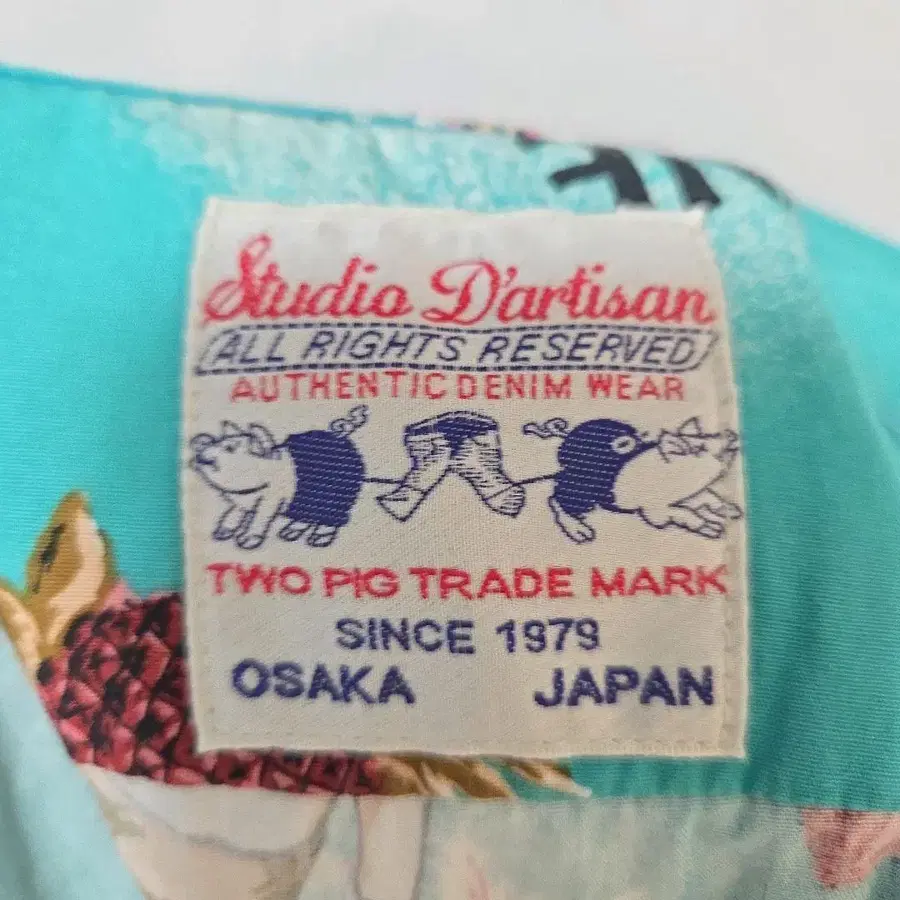 Studio D'artisan
ALL RIGHTS RESERVED
AUTHENTIC DENIM WEAR
TWO PIG TRADE MARK
SINCE 1979
OSAKA JAPAN